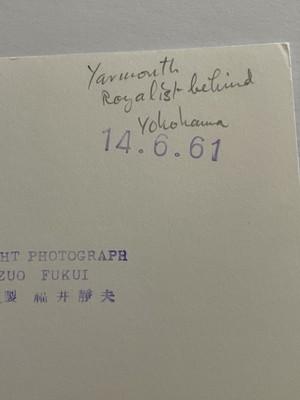 Yarmouth
Royalist behind
Yokohama
14.6.61
HT PHOTOGRAPH
ZUO FUKUI
製 福井靜夫